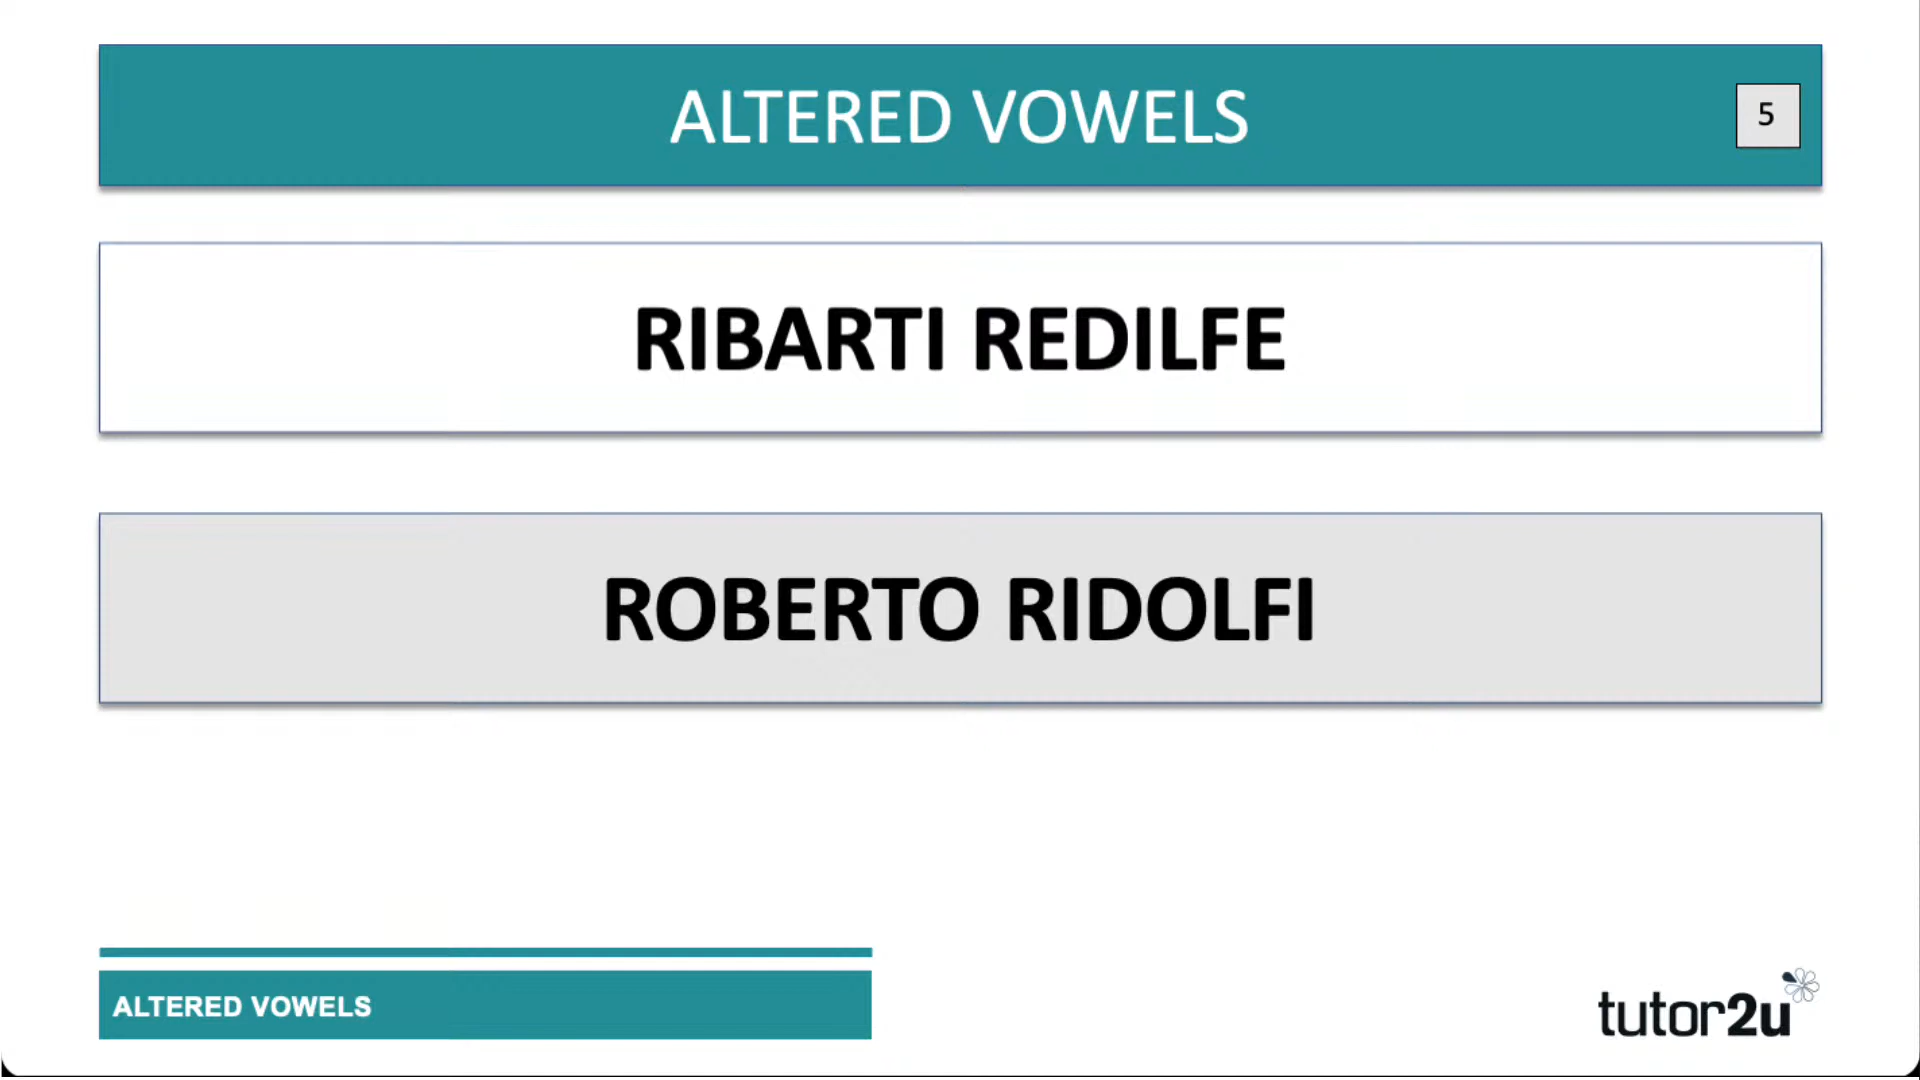 ALTERED VOWELS
5
RIBARTI REDILFE
ROBERTO RIDOLFI
ALTERED VOWELS
tutor2u